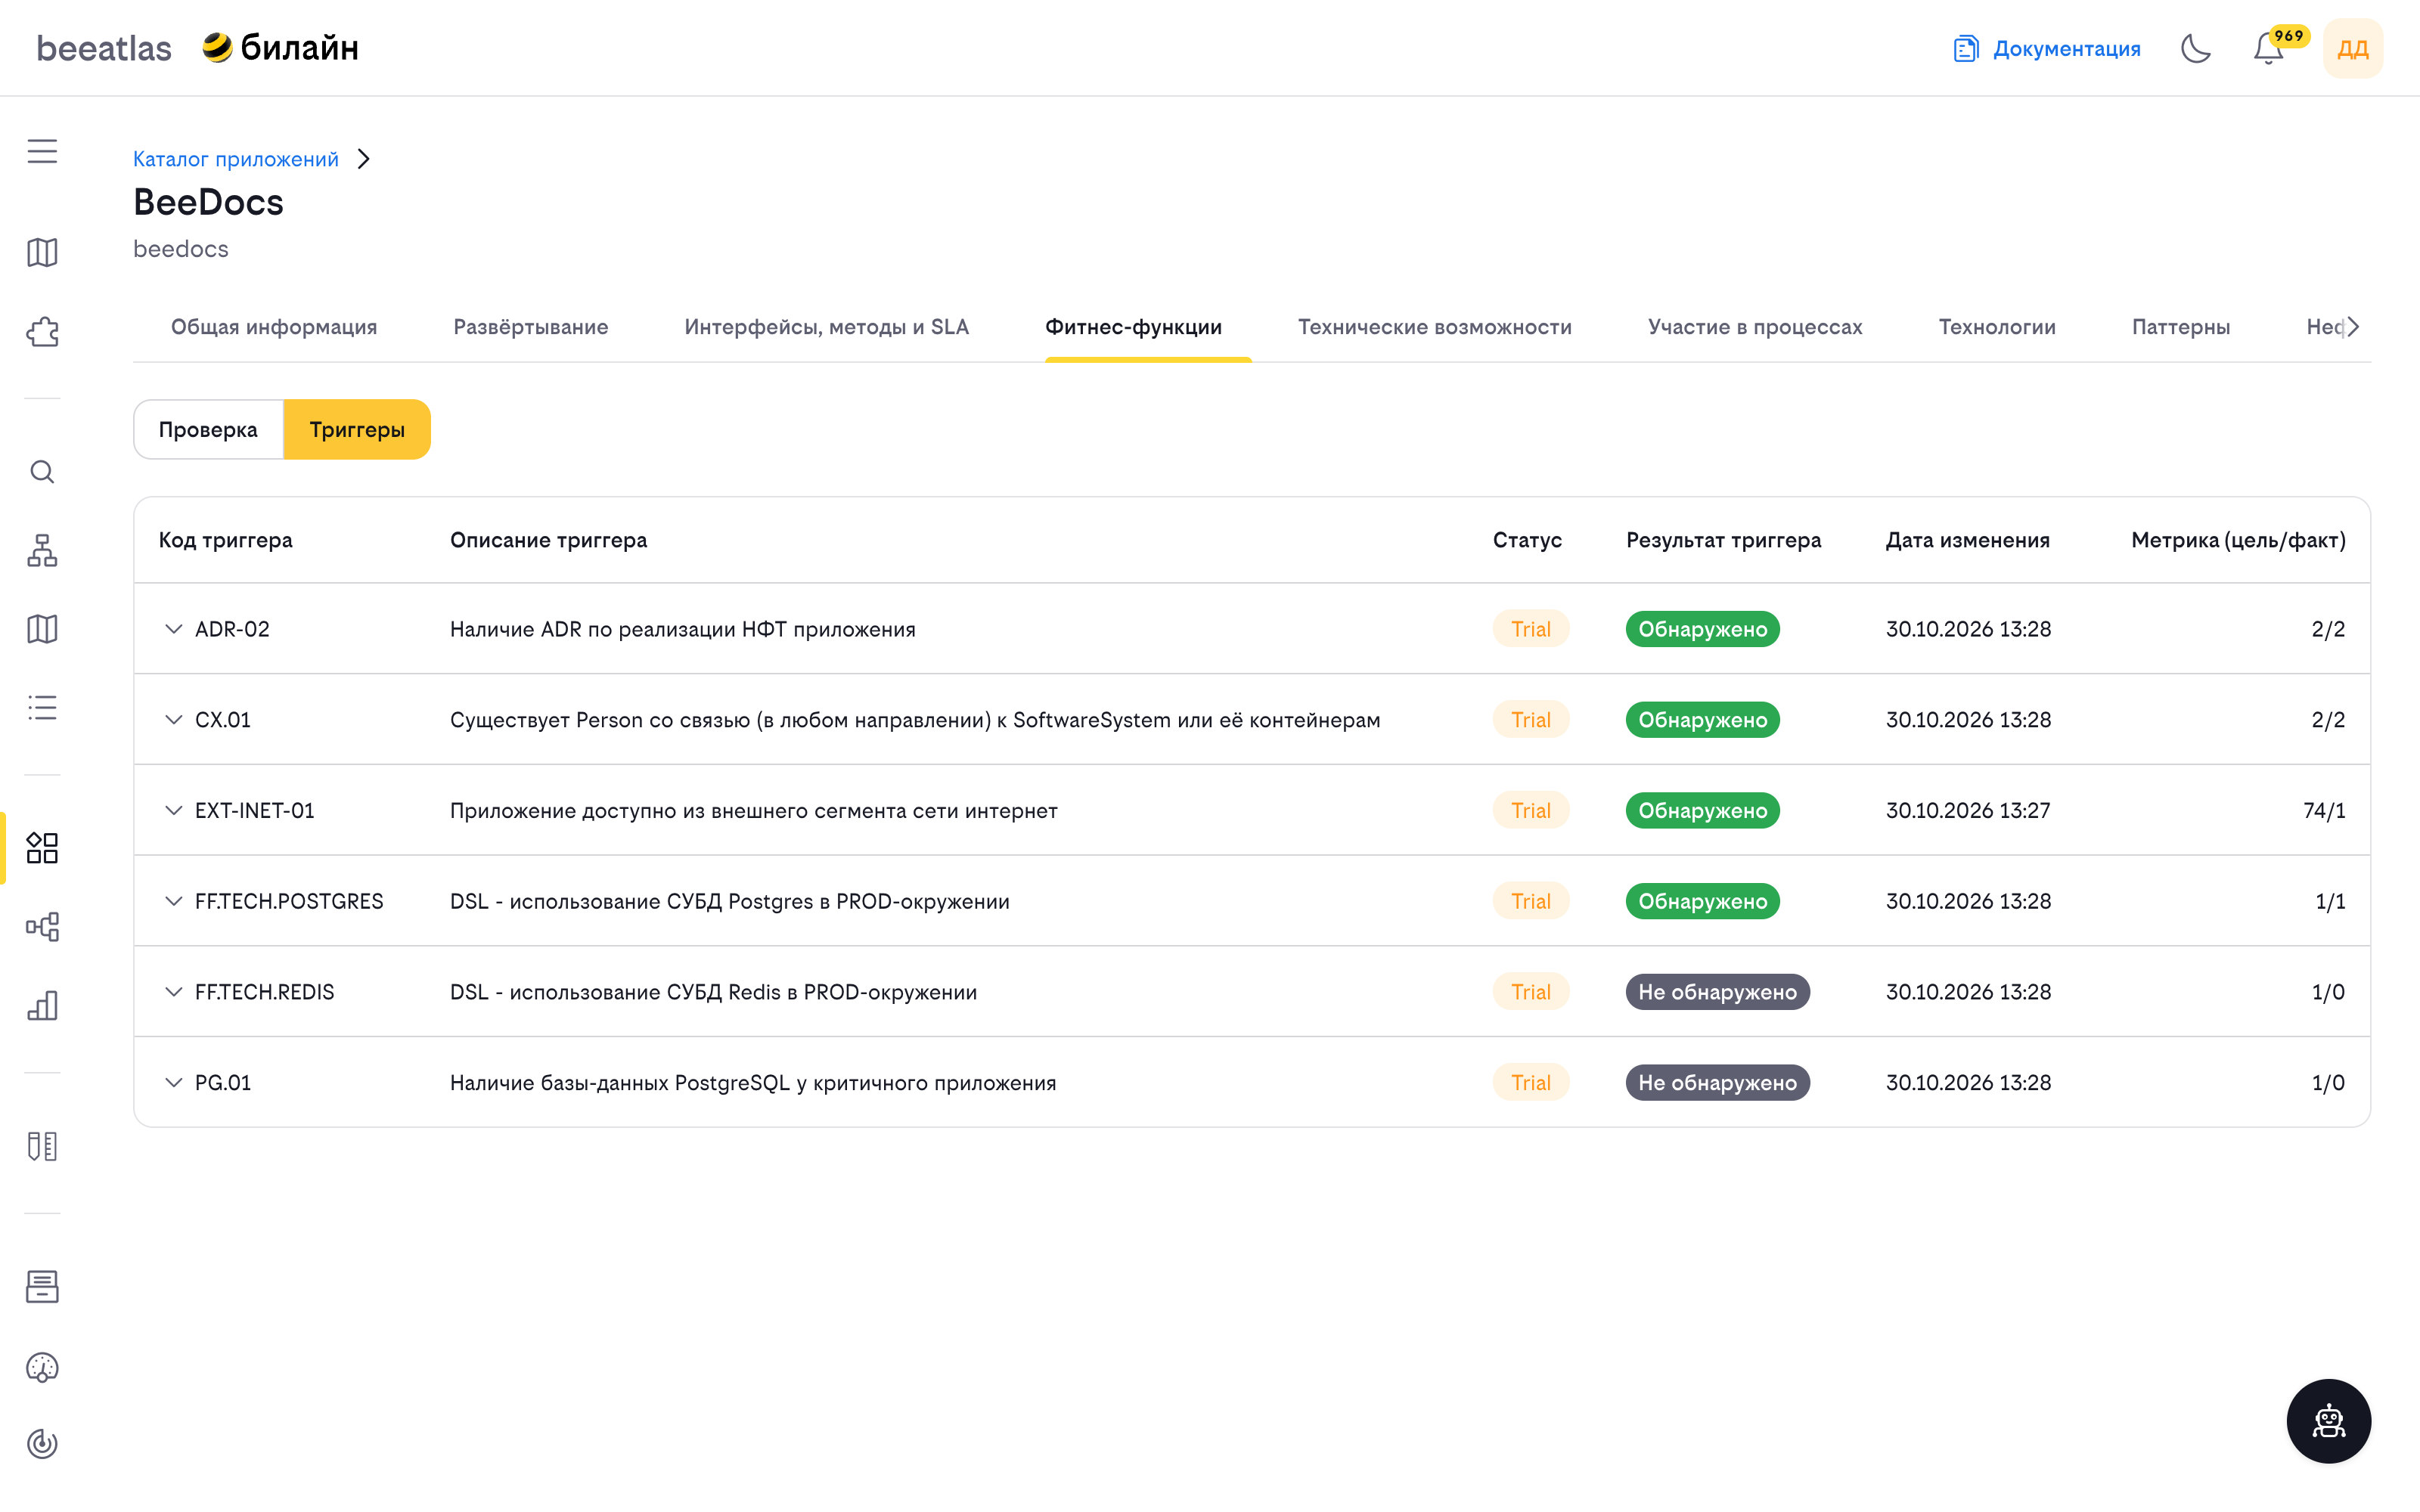 beeatlas билайн Документация 969 ДД
Каталог приложений
BeeDocs
beedocs
Общая информация Развёртывание Интерфейсы, методы и SLA Фитнес-функции Технические возможности Участие в процессах Технологии Паттерны
Проверка Триггеры
Код триггера Описание триггера Статус Результат триггера Дата изменения Метрика (цель/факт)
ADR-02 Наличие ADR по реализации НФТ приложения Trial Обнаружено 30.10.2026 13:28 2/2
CX.01 Существует Person со связью (в любом направлении) к SoftwareSystem или её контейнерам Trial Обнаружено 30.10.2026 13:28 2/2
EXT-INET-01 Приложение доступно из внешнего сегмента сети интернет Trial Обнаружено 30.10.2026 13:27 74/1
FF.TECH.POSTGRES DSL - использование СУБД Postgres в PROD-окружении Trial Обнаружено 30.10.2026 13:28 1/1
FF.TECH.REDIS DSL - использование СУБД Redis в PROD-окружении Trial Не обнаружено 30.10.2026 13:28 1/0
PG.01 Наличие базы-данных PostgreSQL у критичного приложения Trial Не обнаружено 30.10.2026 13:28 1/0